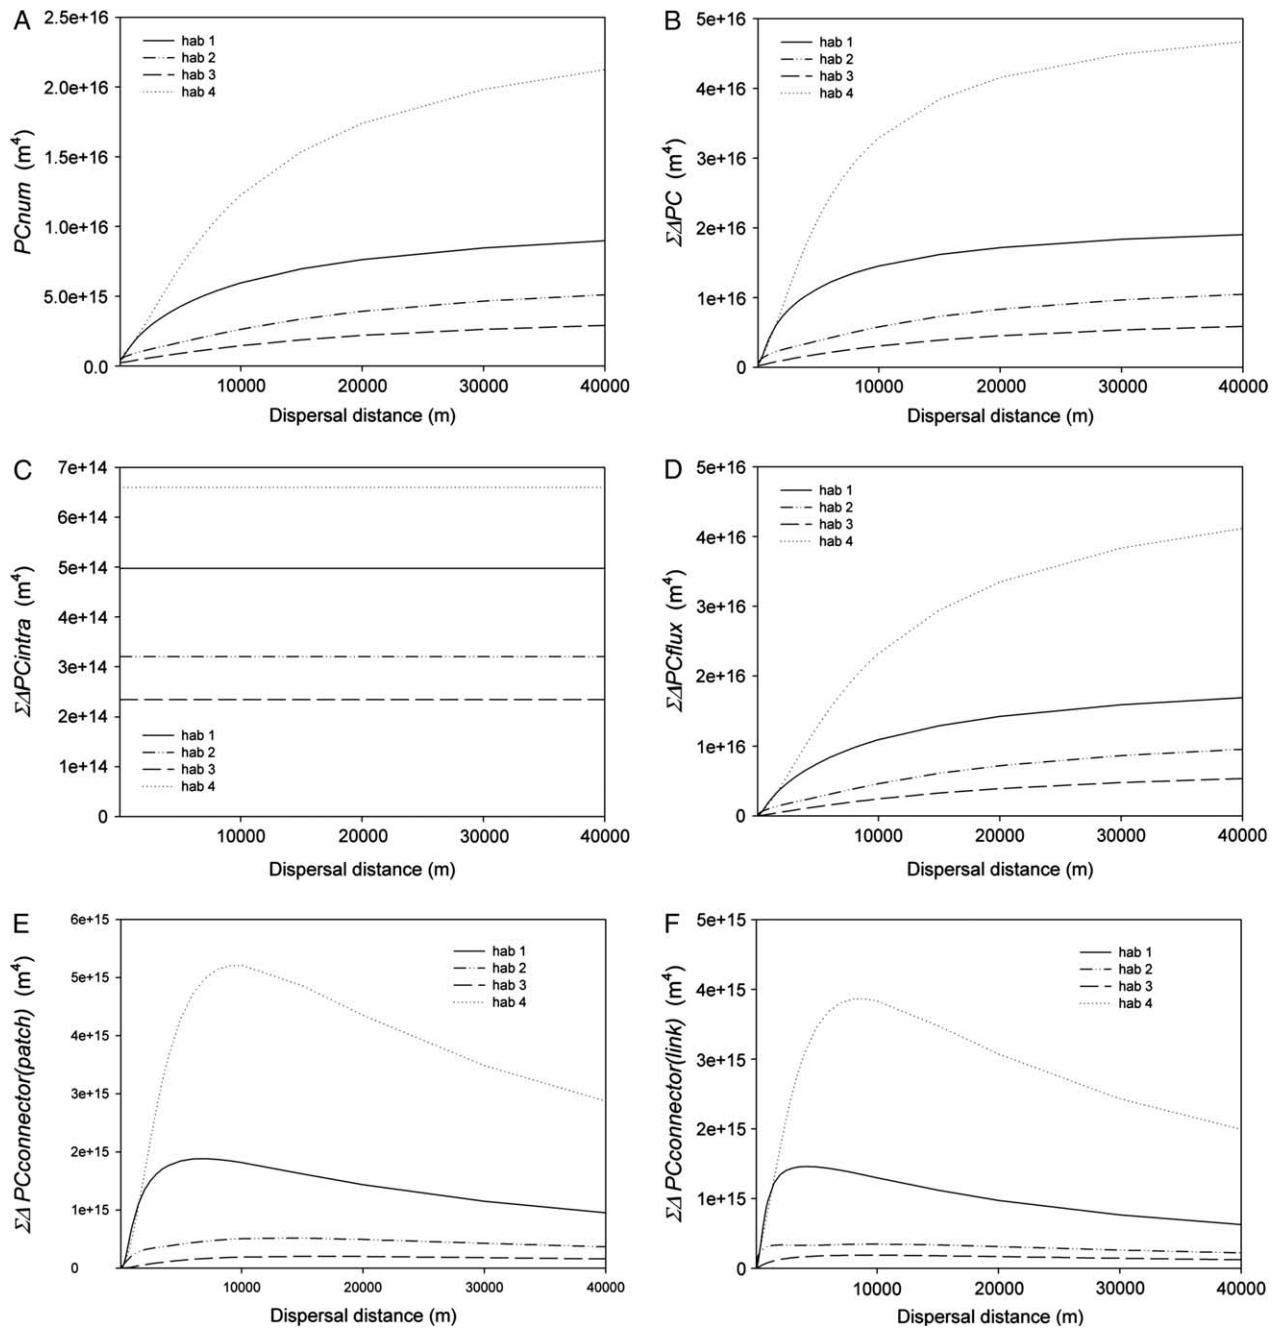 A
2.5e+16
2.0e+16
1.5e+16
1.0e+16
5.0e+15
0.0
PCnum (m⁴)
hab 1
hab 2
hab 3
hab 4
10000 20000 30000 40000
Dispersal distance (m)
B
5e+16
4e+16
3e+16
2e+16
1e+16
0
ΣΔPC (m⁴)
hab 1
hab 2
hab 3
hab 4
10000 20000 30000 40000
Dispersal distance (m)
C
7e+14
6e+14
5e+14
4e+14
3e+14
2e+14
1e+14
0
ΣΔPCintra (m⁴)
hab 1
hab 2
hab 3
hab 4
10000 20000 30000 40000
Dispersal distance (m)
D
5e+16
4e+16
3e+16
2e+16
1e+16
0
ΣΔPCflux (m⁴)
hab 1
hab 2
hab 3
hab 4
10000 20000 30000 40000
Dispersal distance (m)
E
6e+15
5e+15
4e+15
3e+15
2e+15
1e+15
0
ΣΔ PCconnector(patch) (m⁴)
hab 1
hab 2
hab 3
hab 4
10000 20000 30000 40000
Dispersal distance (m)
F
5e+15
4e+15
3e+15
2e+15
1e+15
0
ΣΔ PCconnector(link) (m⁴)
hab 1
hab 2
hab 3
hab 4
10000 20000 30000 40000
Dispersal distance (m)